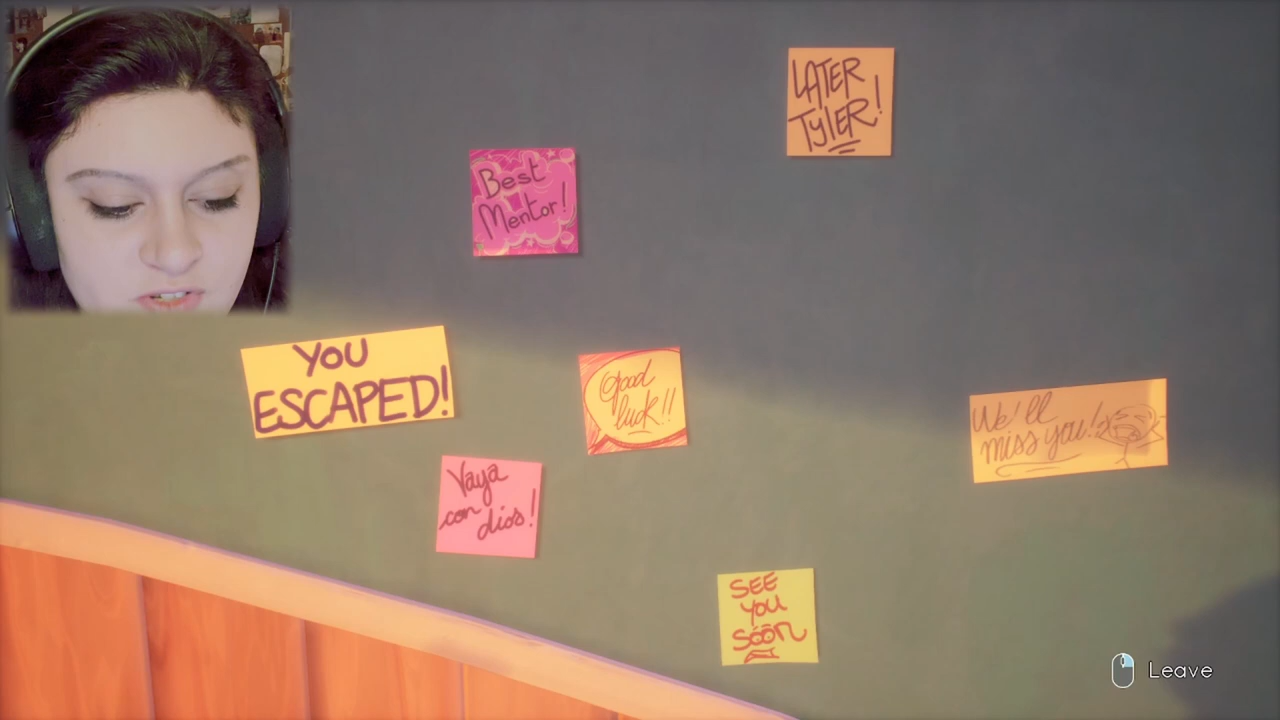 LATER
TyLER!
Best
Mentor!
YOU
ESCAPED!
Good
luck!!
We'll
miss you!
Vaya
con
dios!
SEE
YOU
SOON
Leave